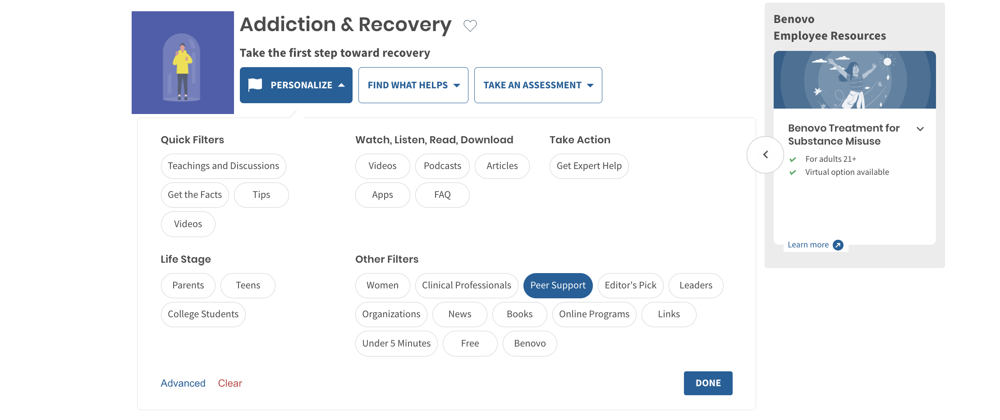 Addiction & Recovery
Take the first step toward recovery
PERSONALIZE
FIND WHAT HELPS
TAKE AN ASSESSMENT
Quick Filters
Teachings and Discussions
Get the Facts
Tips
Videos
Watch, Listen, Read, Download
Videos
Podcasts
Articles
Apps
FAQ
Take Action
Get Expert Help
Life Stage
Parents
Teens
College Students
Other Filters
Women
Clinical Professionals
Peer Support
Editor's Pick
Leaders
Organizations
News
Books
Online Programs
Links
Under 5 Minutes
Free
Benovo
Advanced
Clear
DONE
Benovo
Employee Resources
Benovo Treatment for
Substance Misuse
For adults 21+
Virtual option available
Learn more